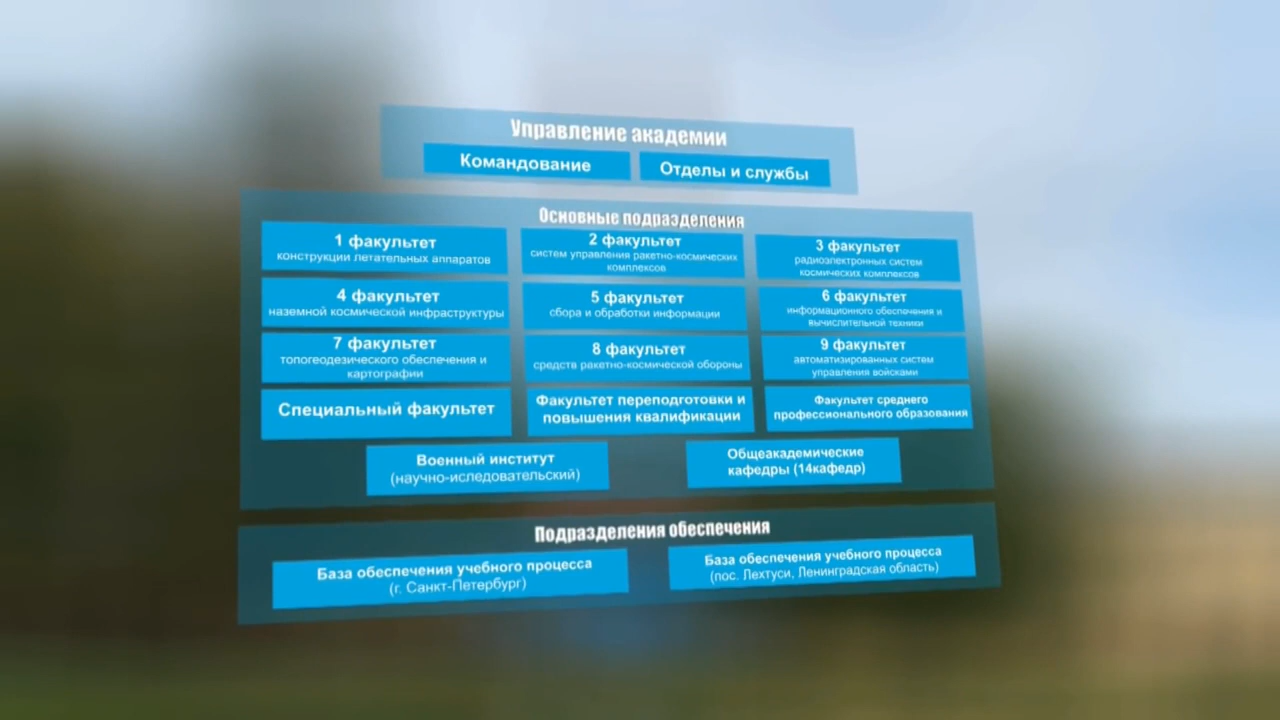 Управление академии
Командование
Отделы и службы
Основные подразделения
1 факультет
конструкции летательных аппаратов
2 факультет
систем управления ракетно-космических
комплексов
3 факультет
радиоэлектронных систем
космических комплексов
4 факультет
наземной космической инфраструктуры
5 факультет
сбора и обработки информации
6 факультет
информационного обеспечения и
вычислительной техники
7 факультет
топогеодезического обеспечения и
картографии
8 факультет
средств ракетно-космической обороны
9 факультет
автоматизированных систем
управления войсками
Специальный факультет
Факультет переподготовки и
повышения квалификации
Факультет среднего
профессионального образования
Военный институт
(научно-иследовательский)
Общеакадемические
кафедры (14кафедр)
Подразделения обеспечения
База обеспечения учебного процесса
(г. Санкт-Петербург)
База обеспечения учебного процесса
(пос. Лехтуси, Ленинградская область)